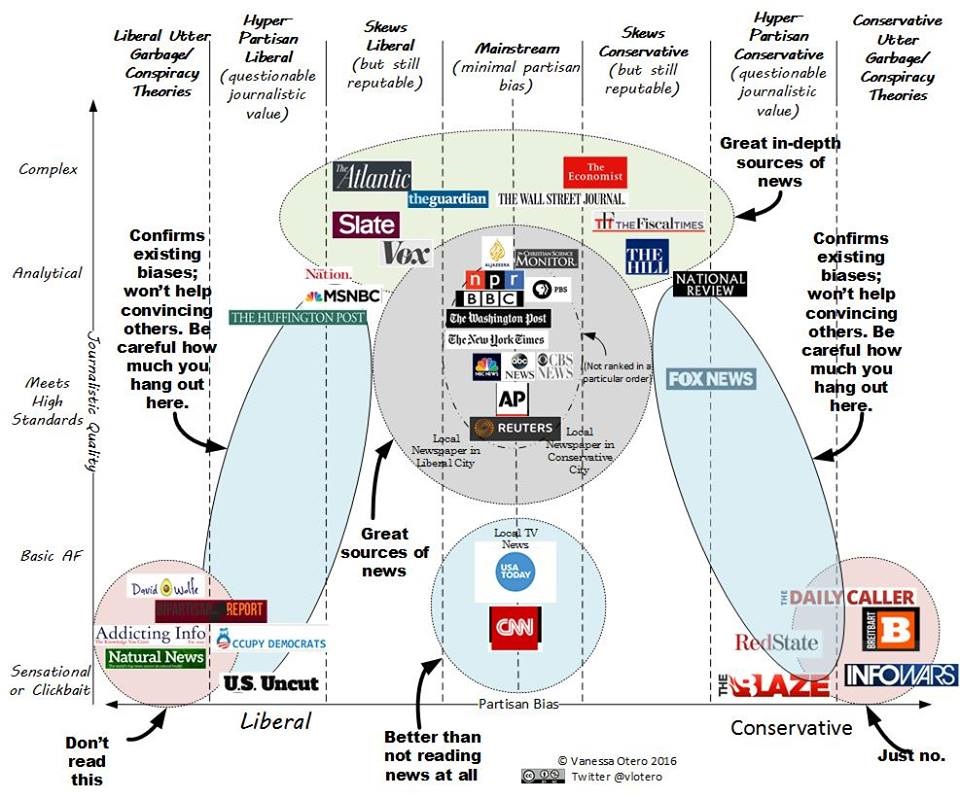 Liberal Utter
Garbage/
Conspiracy
Theories
Hyper-
Partisan
Liberal
(questionable
journalistic
value)
Skews
Liberal
(but still
reputable)
Mainstream
(minimal partisan
bias)
Skews
Conservative
(but still
reputable)
Hyper-
Partisan
Conservative
(questionable
journalistic
value)
Conservative
Utter
Garbage/
Conspiracy
Theories
Complex
Analytical
Meets
High
Standards
Basic AF
Sensational
or Clickbait
Journalistic Quality
Great in-depth
sources of
news
The Atlantic
theguardian
The
Economist
THE WALL STREET JOURNAL.
Slate
Vox
TFT THE FISCAL TIMES
THE
HILL
The Nation.
MSNBC
THE HUFFINGTON POST
NATIONAL
REVIEW
FOX NEWS
ALJAZEERA
The CHRISTIAN SCIENCE
MONITOR
npr
PBS
BBC
The Washington Post
The New York Times
NBC NEWS
abc
NEWS
CBS
NEWS
AP
REUTERS
(Not ranked in a
particular order)
Local
Newspaper in
Liberal City
Local
Newspaper in
Conservative
City
Confirms
existing
biases;
won't help
convincing
others. Be
careful how
much you
hang out
here.
Confirms
existing
biases;
won't help
convincing
others. Be
careful how
much you
hang out
here.
Great
sources of
news
Local TV
News
USA
TODAY
CNN
David Wolfe
BIPARTISAN REPORT
Addicting Info
OCCUPY DEMOCRATS
Natural News
U.S. Uncut
THE DAILY CALLER
BREITBART
B
RedState
THE BLAZE
INFOWARS
Partisan Bias
Liberal
Conservative
Don't
read
this
Better than
not reading
news at all
Just no.
© Vanessa Otero 2016
Twitter @vlotero
cc